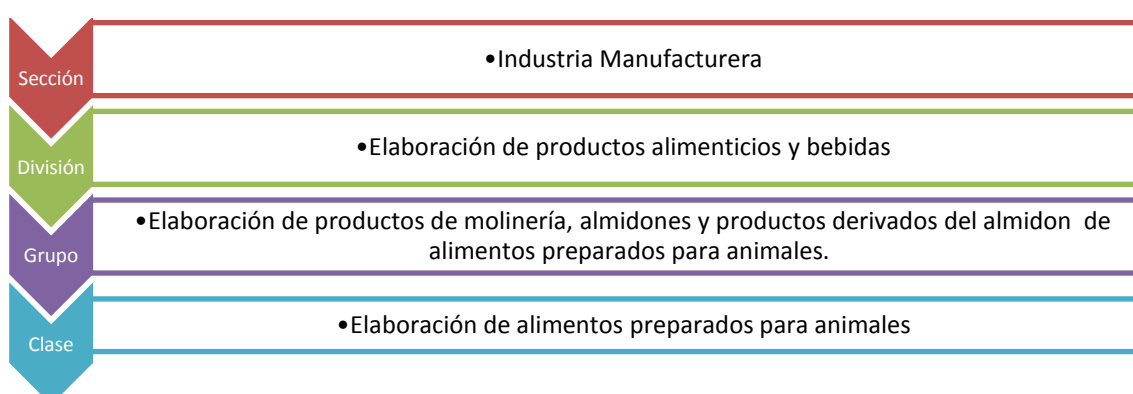 Sección
•Industria Manufacturera
División
•Elaboración de productos alimenticios y bebidas
Grupo
•Elaboración de productos de molinería, almidones y productos derivados del almidon de
alimentos preparados para animales.
Clase
•Elaboración de alimentos preparados para animales